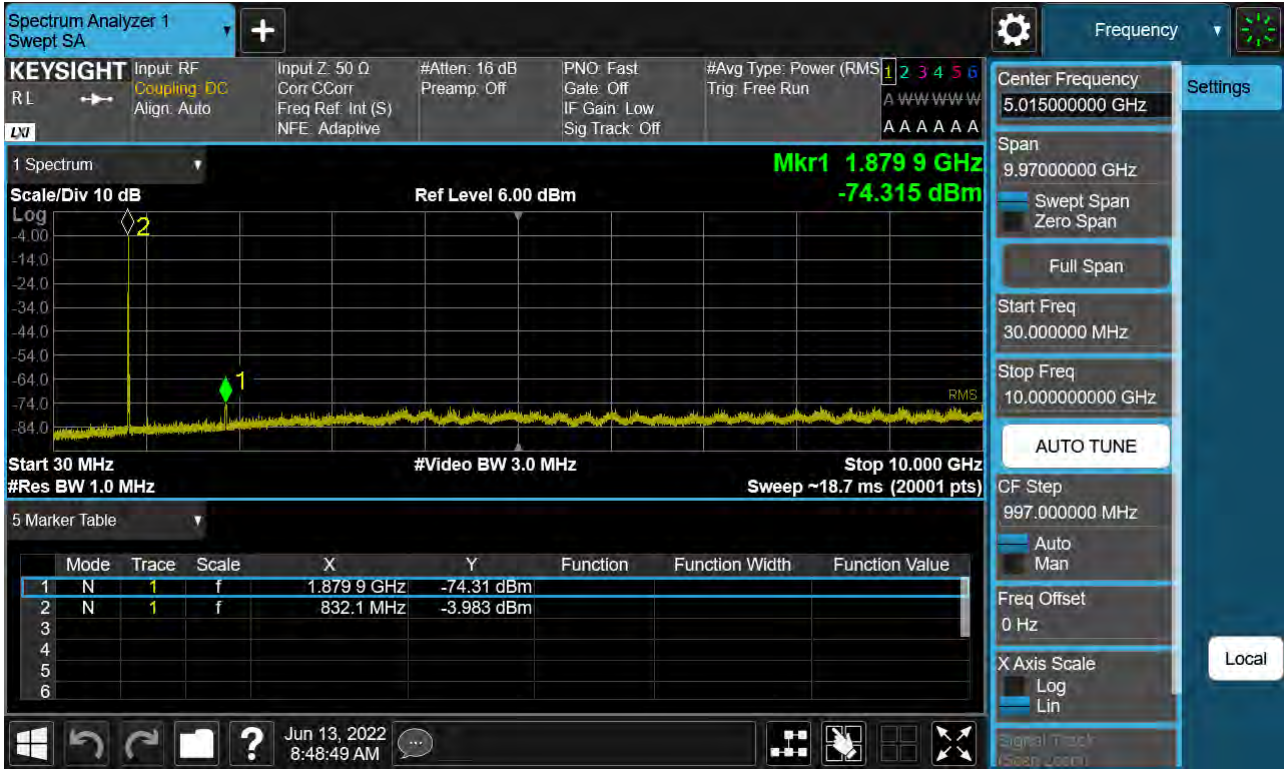 Spectrum Analyzer 1
Swept SA
+
Frequency
KEYSIGHT
RL
LXI
Input: RF
Coupling: DC
Align: Auto
Input Z: 50 Ω
Corr CCorr
Freq Ref: Int (S)
NFE: Adaptive
#Atten: 16 dB
Preamp: Off
PNO: Fast
Gate: Off
IF Gain: Low
Sig Track: Off
#Avg Type: Power (RMS
Trig: Free Run
1 2 3 4 5 6
A W W W W W
A A A A A A
1 Spectrum
Mkr1 1.879 9 GHz
-74.315 dBm
Scale/Div 10 dB
Ref Level 6.00 dBm
Log
-4.00
-14.0
-24.0
-34.0
-44.0
-54.0
-64.0
-74.0
-84.0
2
1
RMS
Start 30 MHz
#Video BW 3.0 MHz
Stop 10.000 GHz
#Res BW 1.0 MHz
Sweep ~18.7 ms (20001 pts)
5 Marker Table
Mode Trace Scale X Y Function Function Width Function Value
1 N 1 f 1.879 9 GHz -74.31 dBm
2 N 1 f 832.1 MHz -3.983 dBm
3
4
5
6
Center Frequency
5.015000000 GHz
Span
9.97000000 GHz
Swept Span
Zero Span
Full Span
Start Freq
30.000000 MHz
Stop Freq
10.000000000 GHz
AUTO TUNE
CF Step
997.000000 MHz
Auto
Man
Freq Offset
0 Hz
X Axis Scale
Log
Lin
Signal Track
(Span Zoom)
Settings
Local
?
Jun 13, 2022
8:48:49 AM